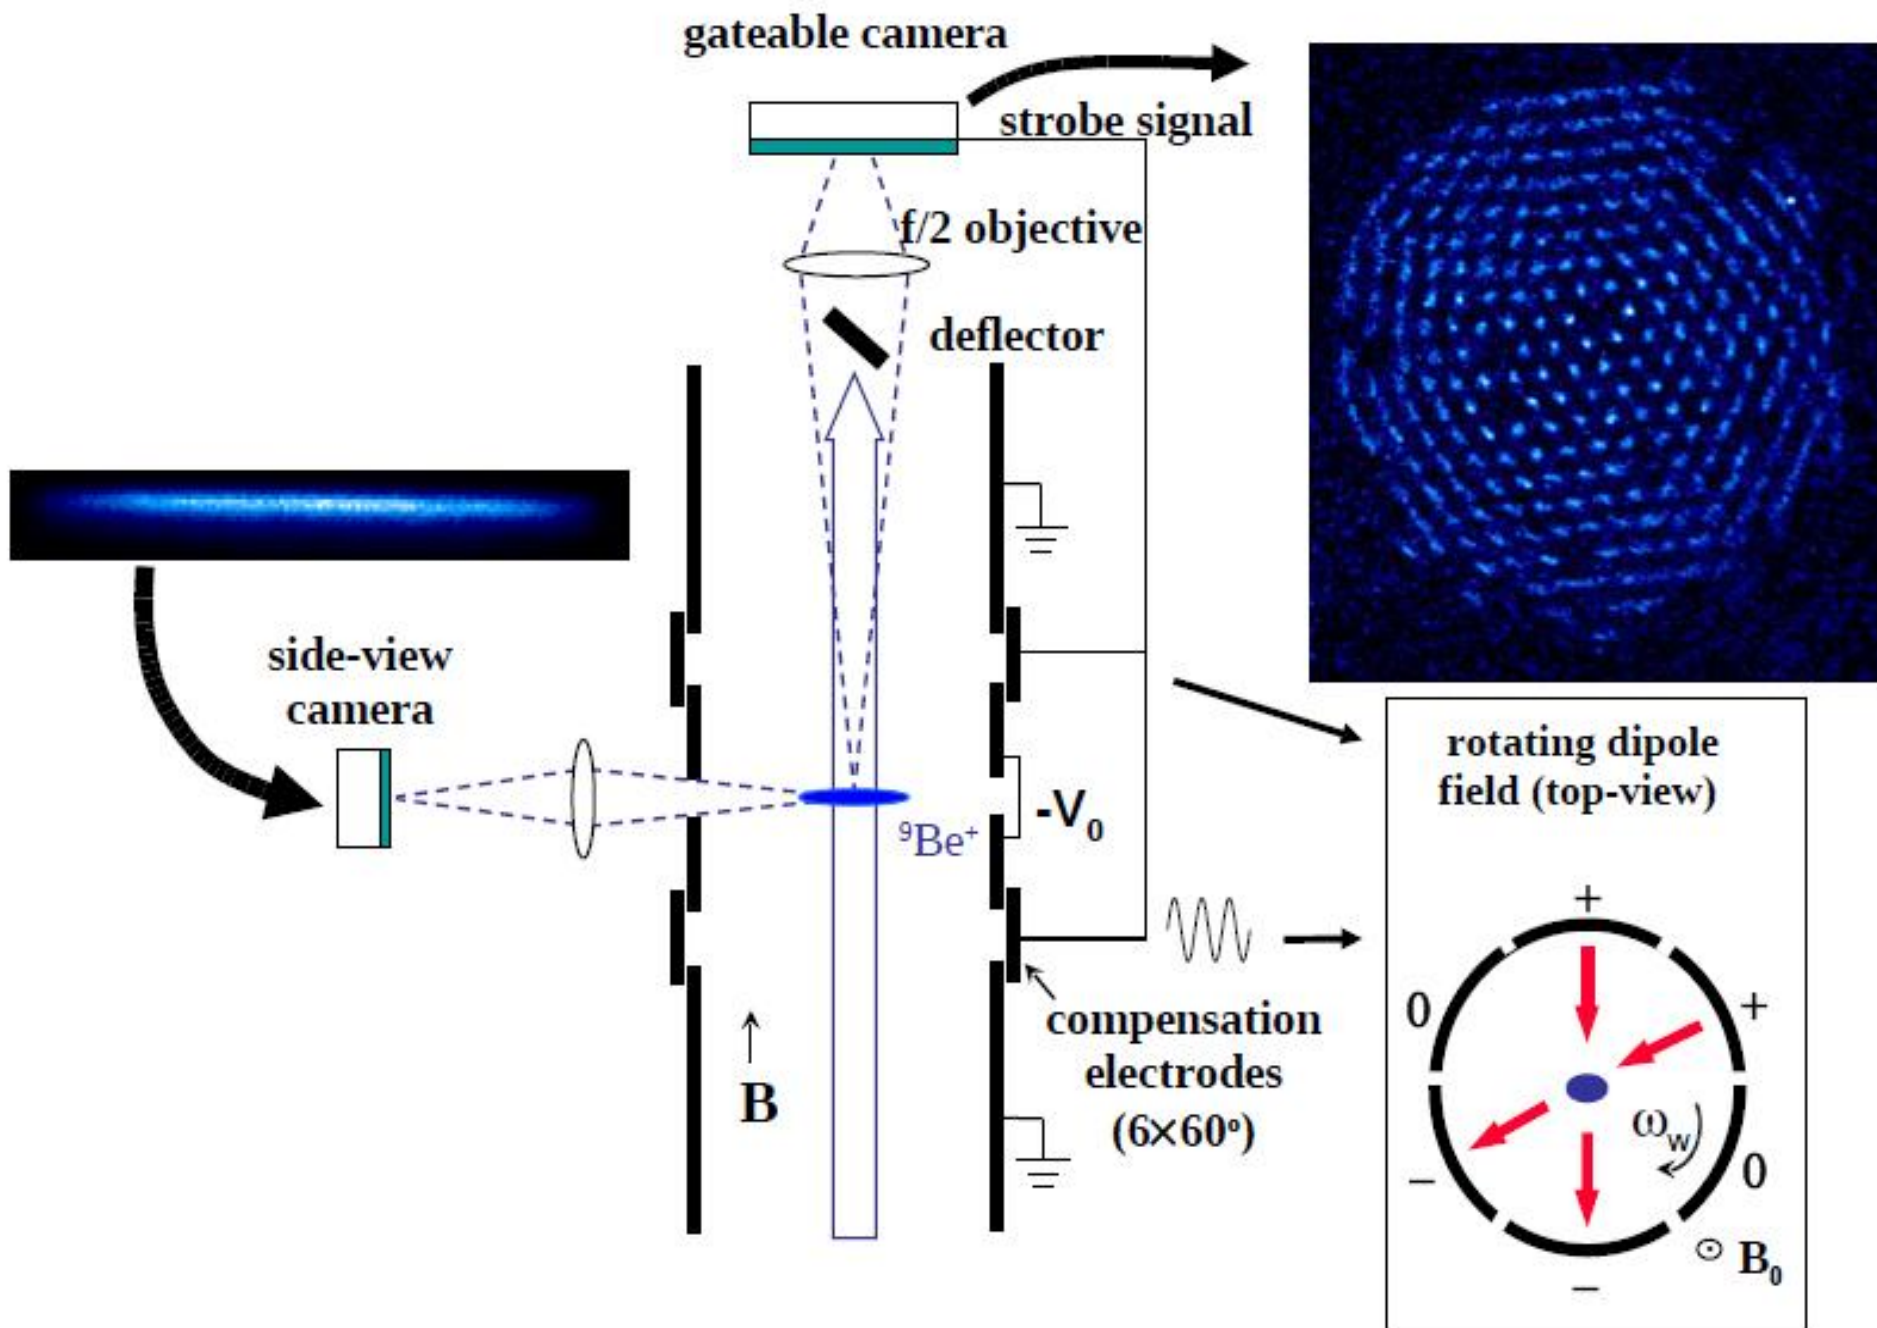 gateable camera
strobe signal
f/2 objective
deflector
side-view
camera
⁹Be⁺
-V₀
rotating dipole
field (top-view)
compensation
electrodes
(6×60°)
B
+
0
+
ω_w
−
0
−
⊙ B₀